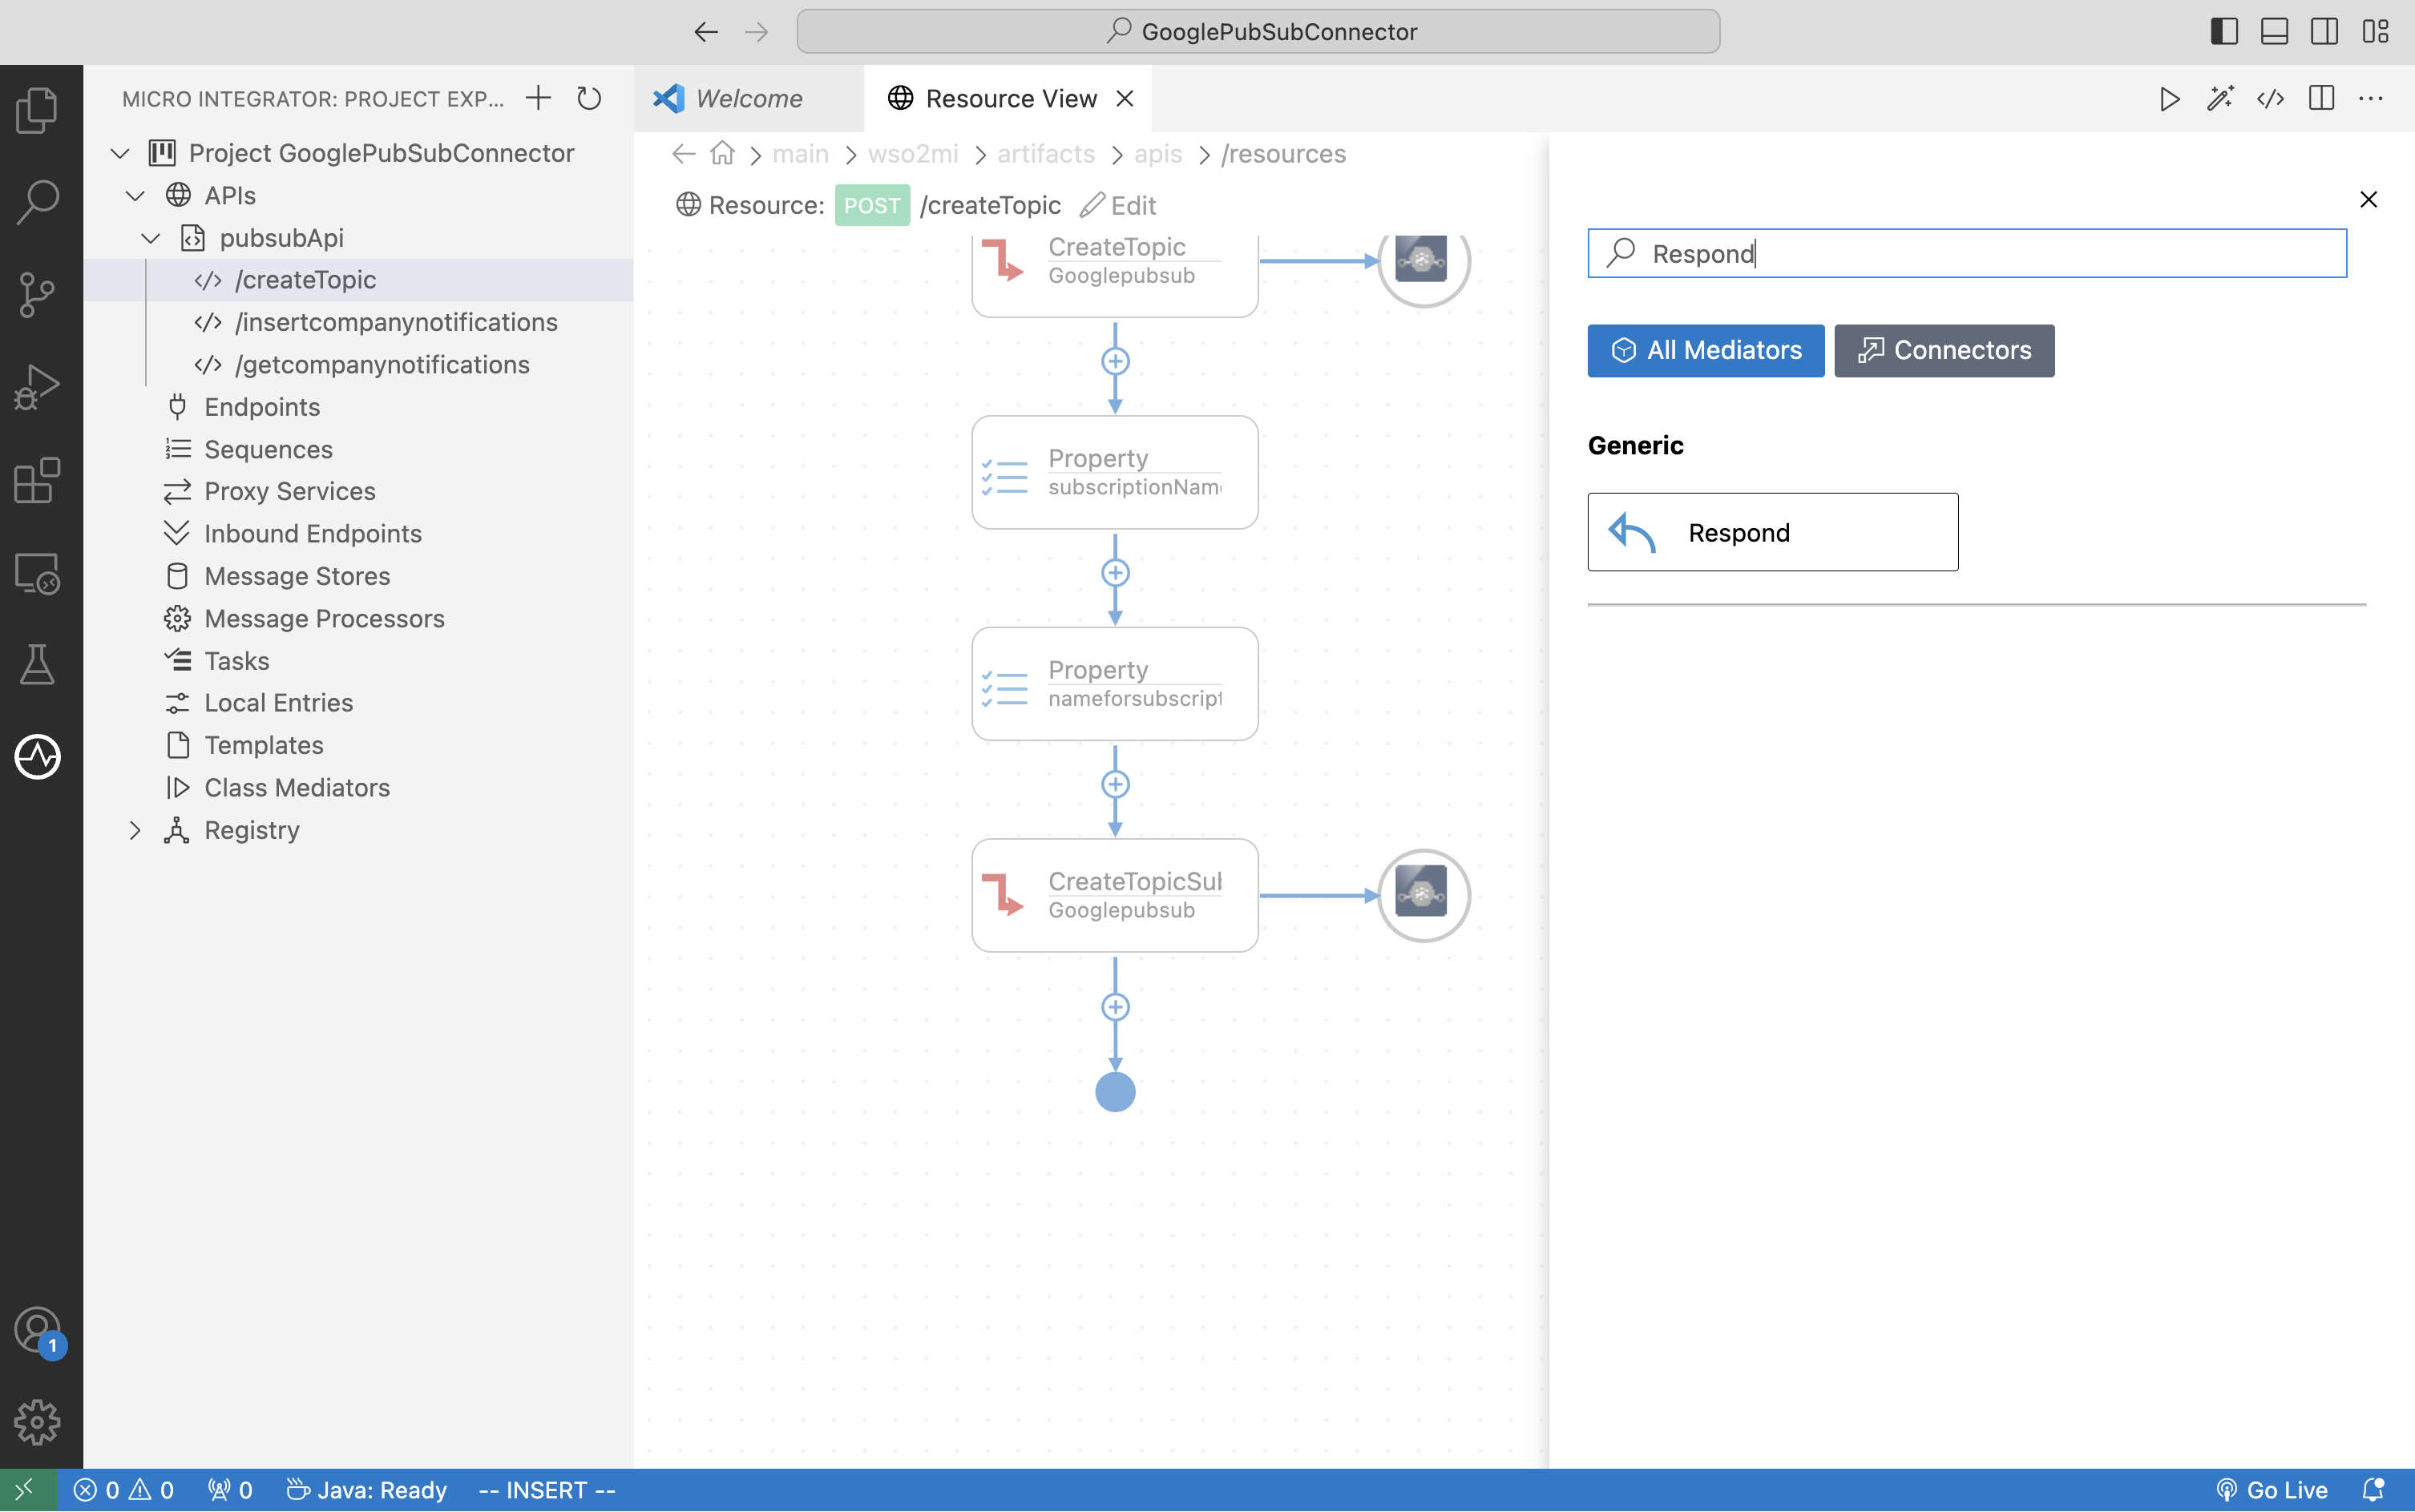 GooglePubSubConnector
MICRO INTEGRATOR: PROJECT EXP...
Welcome
Resource View
Project GooglePubSubConnector
APIs
pubsubApi
/createTopic
/insertcompanynotifications
/getcompanynotifications
Endpoints
Sequences
Proxy Services
Inbound Endpoints
Message Stores
Message Processors
Tasks
Local Entries
Templates
Class Mediators
Registry
main wso2mi artifacts apis /resources
Resource: POST /createTopic Edit
CreateTopic
Googlepubsub
Property
subscriptionNam
Property
nameforsubscript
CreateTopicSu
Googlepubsub
Respond
All Mediators Connectors
Generic
Respond
1
0 0 0 Java: Ready -- INSERT -- Go Live